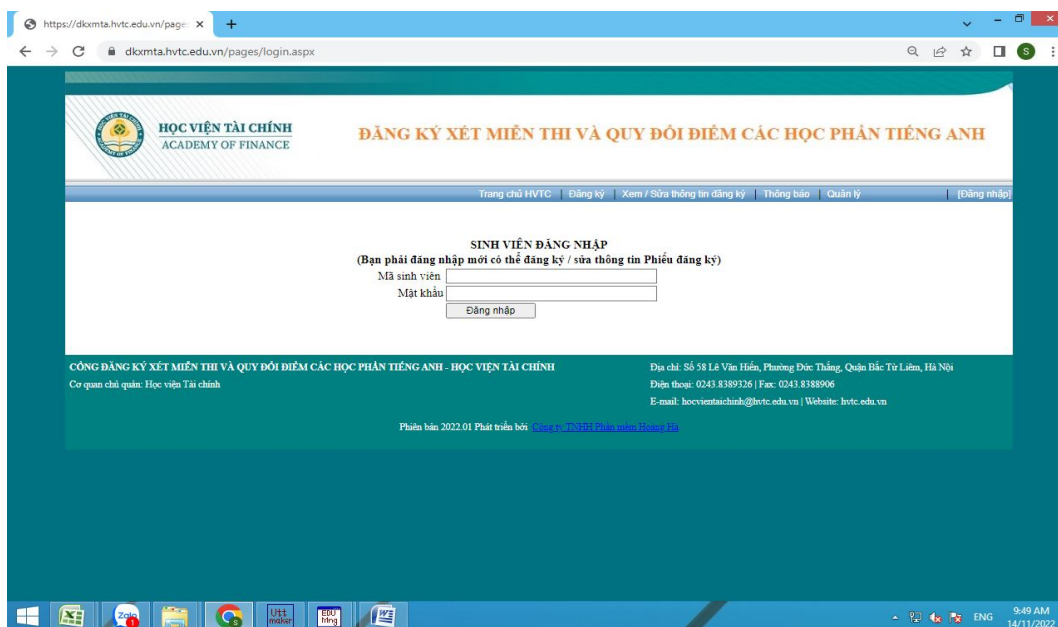 https://dkxmta.hvtc.edu.vn/page
dkxmta.hvtc.edu.vn/pages/login.aspx
S
HỌC VIỆN TÀI CHÍNH
ACADEMY OF FINANCE
ĐĂNG KÝ XÉT MIỄN THI VÀ QUY ĐỔI ĐIỂM CÁC HỌC PHẦN TIẾNG ANH
Trang chủ HVTC | Đăng ký | Xem / Sửa thông tin đăng ký | Thông báo | Quản lý | [Đăng nhập]
SINH VIÊN ĐĂNG NHẬP
(Bạn phải đăng nhập mới có thể đăng ký / sửa thông tin Phiếu đăng ký)
Mã sinh viên
Mật khẩu
Đăng nhập
CỔNG ĐĂNG KÝ XÉT MIỄN THI VÀ QUY ĐỔI ĐIỂM CÁC HỌC PHẦN TIẾNG ANH - HỌC VIỆN TÀI CHÍNH
Cơ quan chủ quản: Học viện Tài chính
Địa chỉ: Số 58 Lê Văn Hiến, Phường Đức Thắng, Quận Bắc Từ Liêm, Hà Nội
Điện thoại: 0243.8389326 | Fax: 0243.8388906
E-mail: hocvientaichinh@hvtc.edu.vn | Website: hvtc.edu.vn
Phiên bản 2022.01 Phát triển bởi Công ty TNHH Phần mềm Hoàng Hà
Zalo
1
Utt
maker
EDU
ENG
9:49 AM
14/11/2022